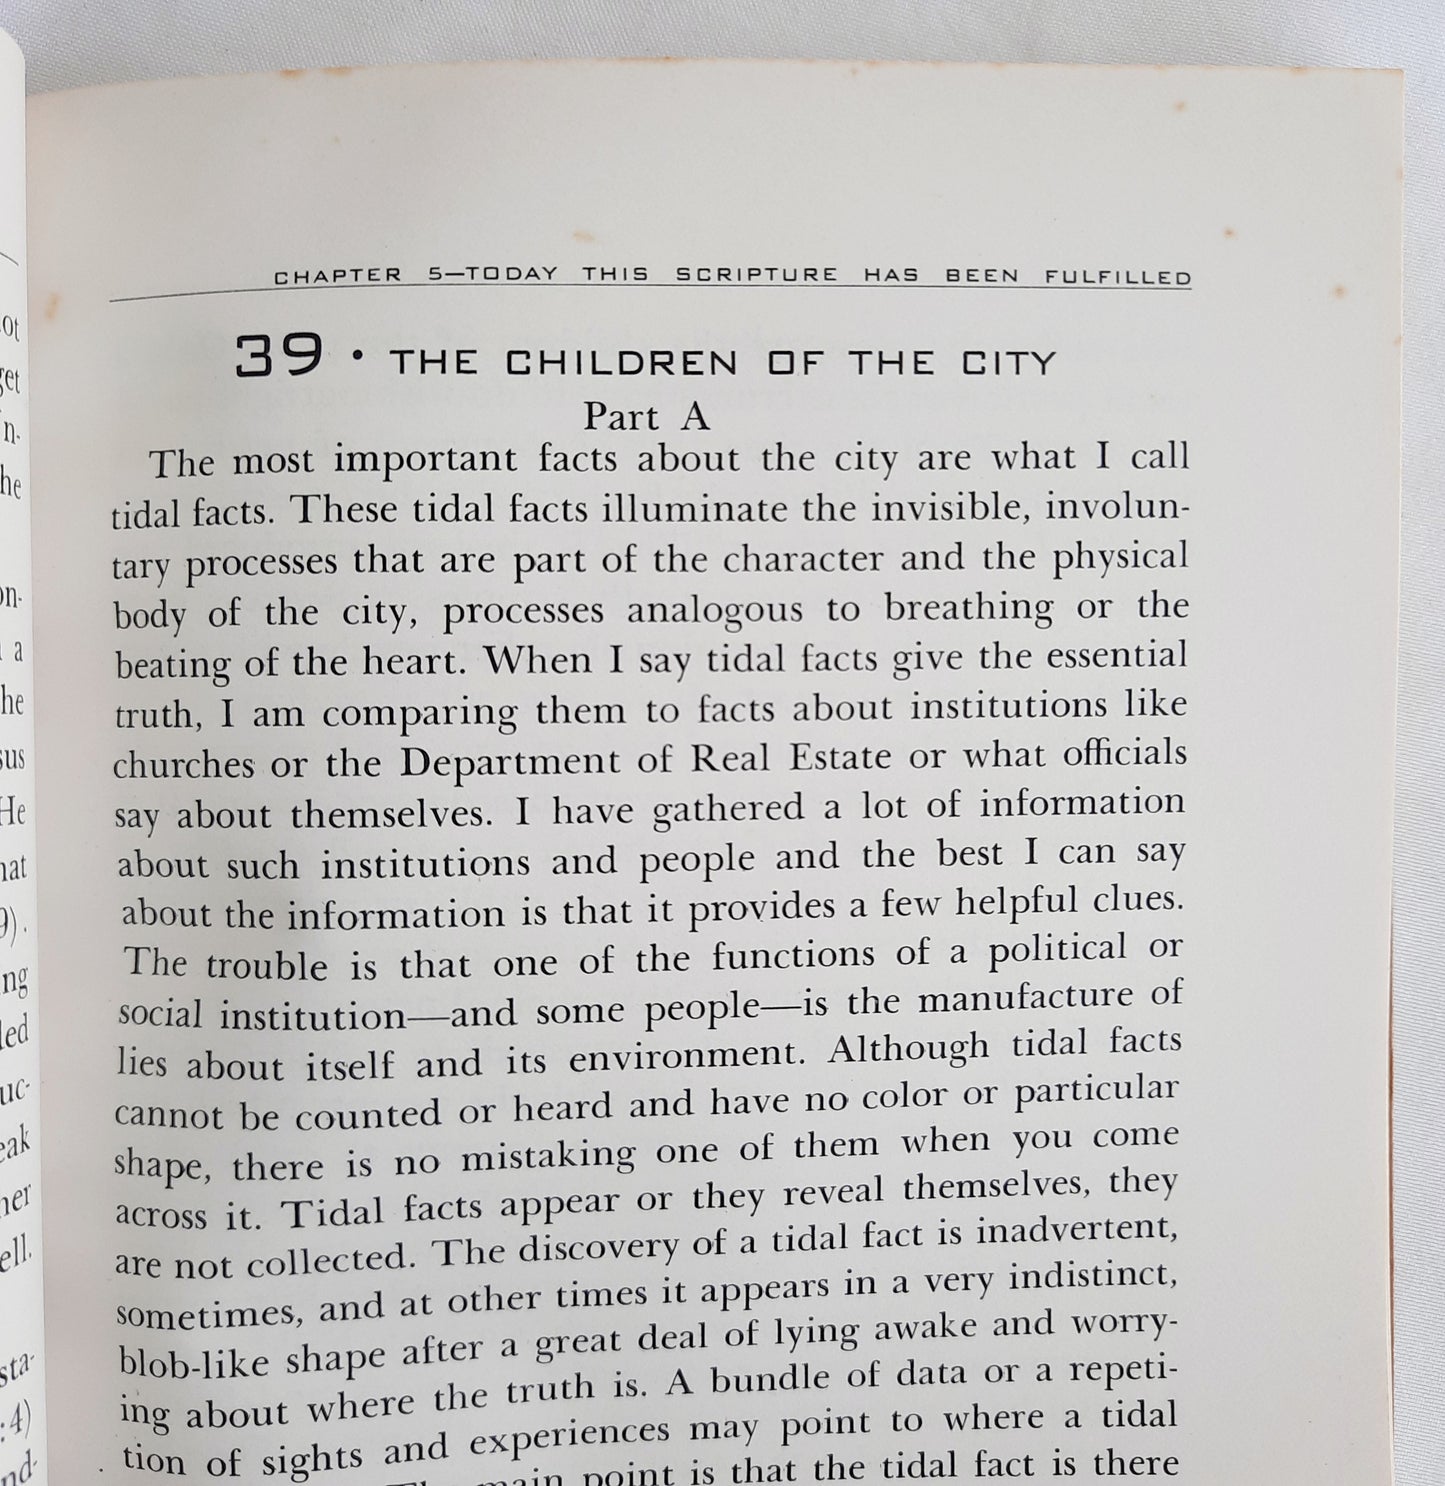 CHAPTER 5—TODAY THIS SCRIPTURE HAS BEEN FULFILLED
39 · THE CHILDREN OF THE CITY
Part A
The most important facts about the city are what I call
tidal facts. These tidal facts illuminate the invisible, involun-
tary processes that are part of the character and the physical
body of the city, processes analogous to breathing or the
beating of the heart. When I say tidal facts give the essential
truth, I am comparing them to facts about institutions like
churches or the Department of Real Estate or what officials
say about themselves. I have gathered a lot of information
about such institutions and people and the best I can say
about the information is that it provides a few helpful clues.
The trouble is that one of the functions of a political or
social institution—and some people—is the manufacture of
lies about itself and its environment. Although tidal facts
cannot be counted or heard and have no color or particular
shape, there is no mistaking one of them when you come
across it. Tidal facts appear or they reveal themselves, they
are not collected. The discovery of a tidal fact is inadvertent,
sometimes, and at other times it appears in a very indistinct,
blob-like shape after a great deal of lying awake and worry-
ing about where the truth is. A bundle of data or a repeti-
tion of sights and experiences may point to where a tidal
main point is that the tidal fact is there